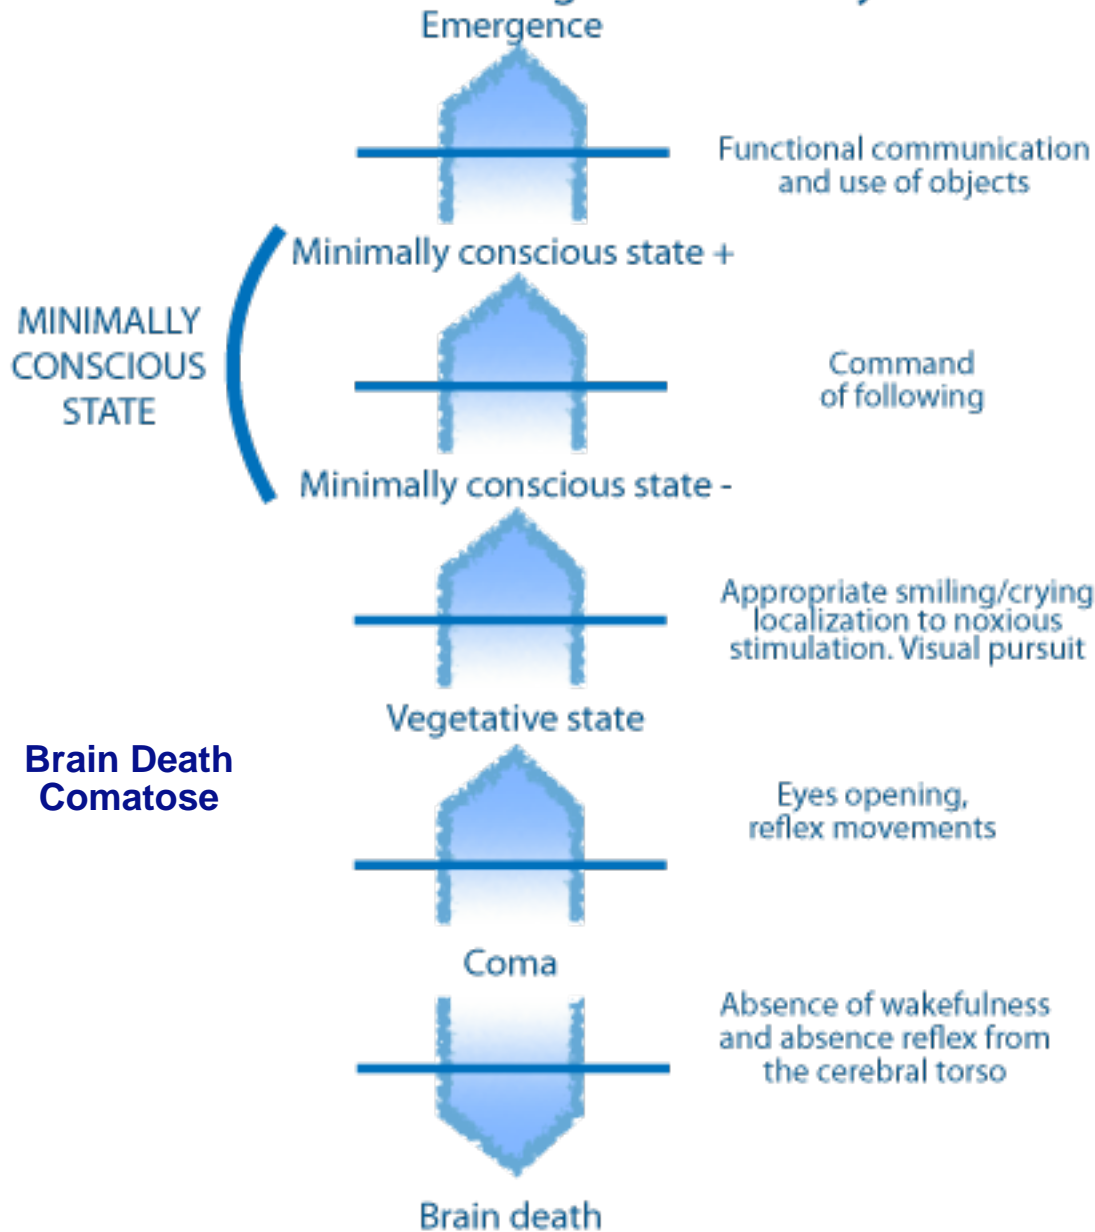 Emergence
Functional communication
and use of objects
Minimally conscious state +
MINIMALLY
CONSCIOUS
STATE
Command
of following
Minimally conscious state -
Appropriate smiling/crying
localization to noxious
stimulation. Visual pursuit
Vegetative state
Brain Death
Comatose
Eyes opening,
reflex movements
Coma
Absence of wakefulness
and absence reflex from
the cerebral torso
Brain death